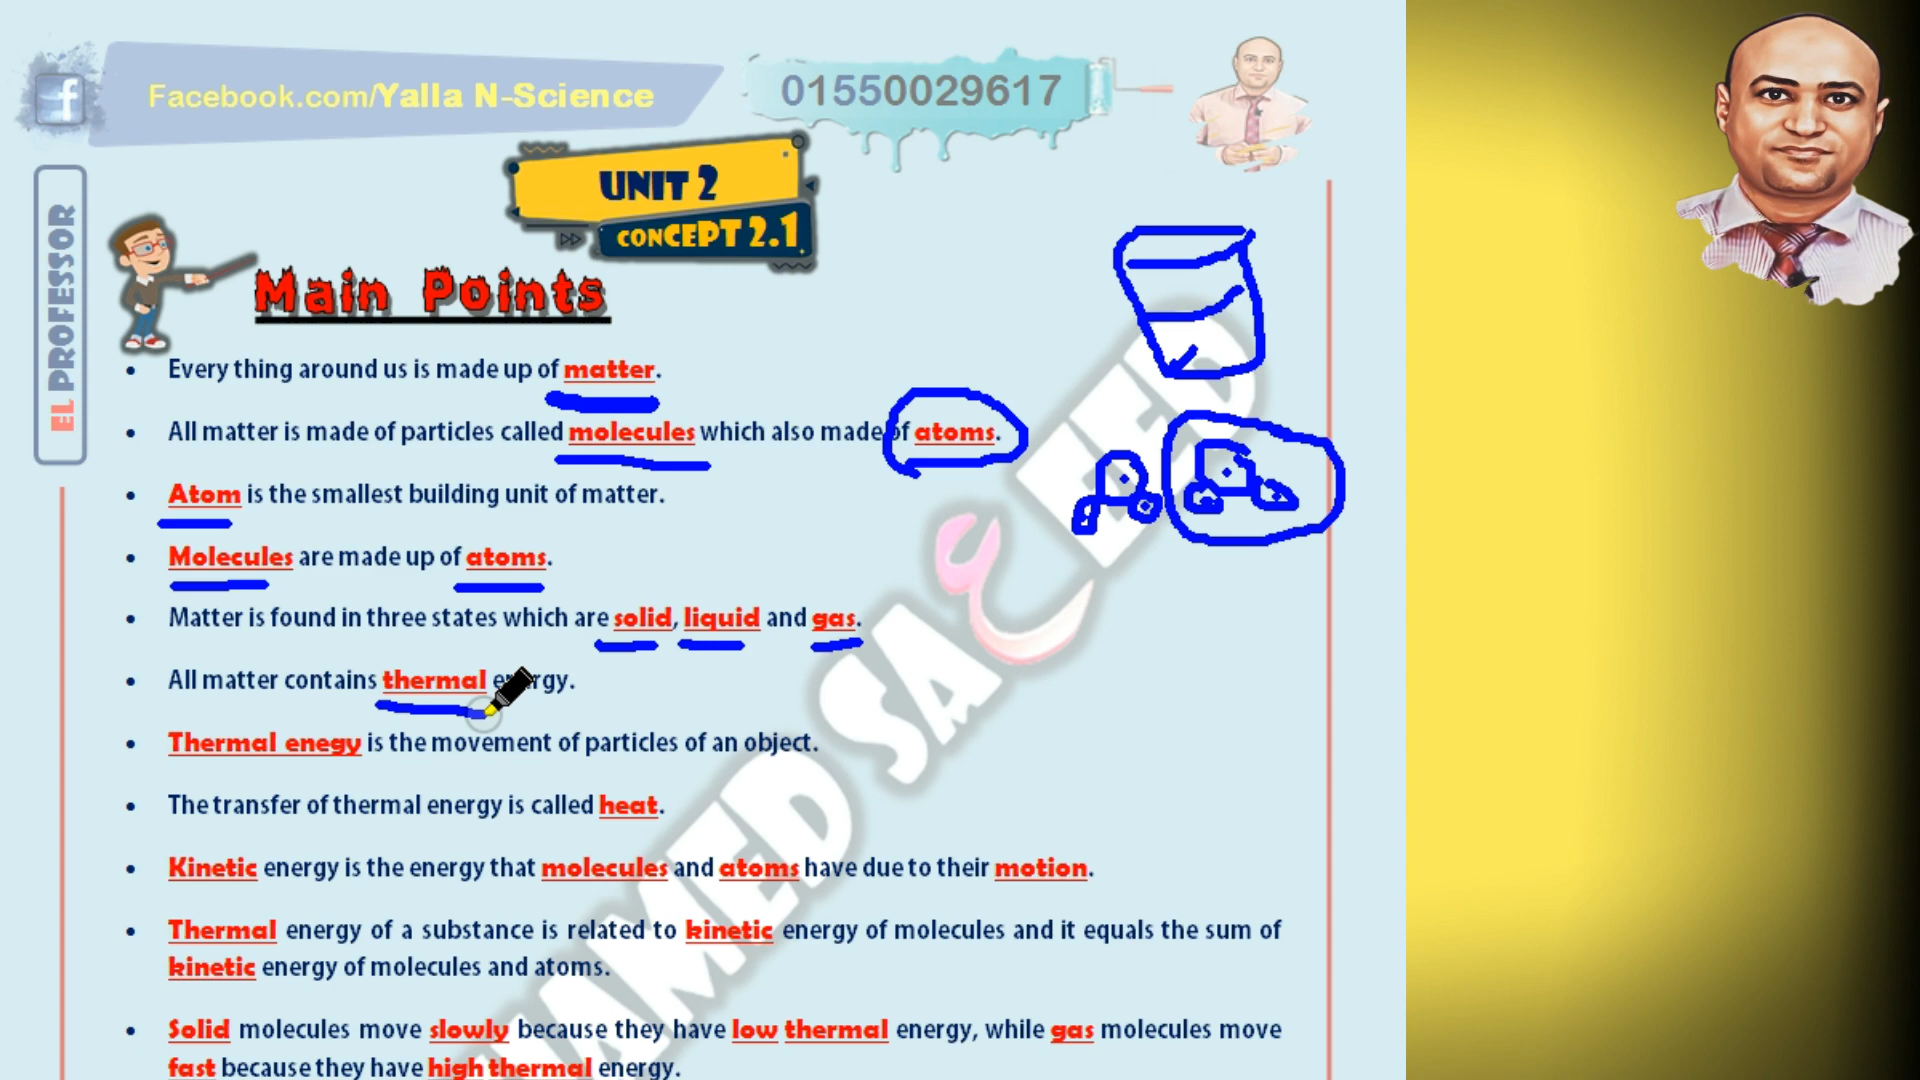 f Facebook.com/Yalla N-Science
01550029617
UNIT 2
CONCEPT 2.1
EL PROFESSOR
Main Points
• Every thing around us is made up of matter.
• All matter is made of particles called molecules which also made of atoms.
• Atom is the smallest building unit of matter.
• Molecules are made up of atoms.
• Matter is found in three states which are solid, liquid and gas.
• All matter contains thermal energy.
• Thermal enegy is the movement of particles of an object.
• The transfer of thermal energy is called heat.
• Kinetic energy is the energy that molecules and atoms have due to their motion.
• Thermal energy of a substance is related to kinetic energy of molecules and it equals the sum of
kinetic energy of molecules and atoms.
• Solid molecules move slowly because they have low thermal energy, while gas molecules move
fast because they have high thermal energy.
AMED SAعEED